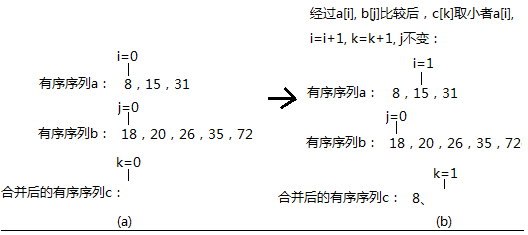 经过a[i], b[j]比较后，c[k]取小者a[i],
i=i+1, k=k+1, j不变：
i=0
有序序列a： 8，15，31
j=0
有序序列b： 18，20，26，35，72
k=0
合并后的有序序列c：
(a)
i=1
有序序列a： 8，15，31
j=0
有序序列b： 18，20，26，35，72
k=1
合并后的有序序列c： 8、
(b)